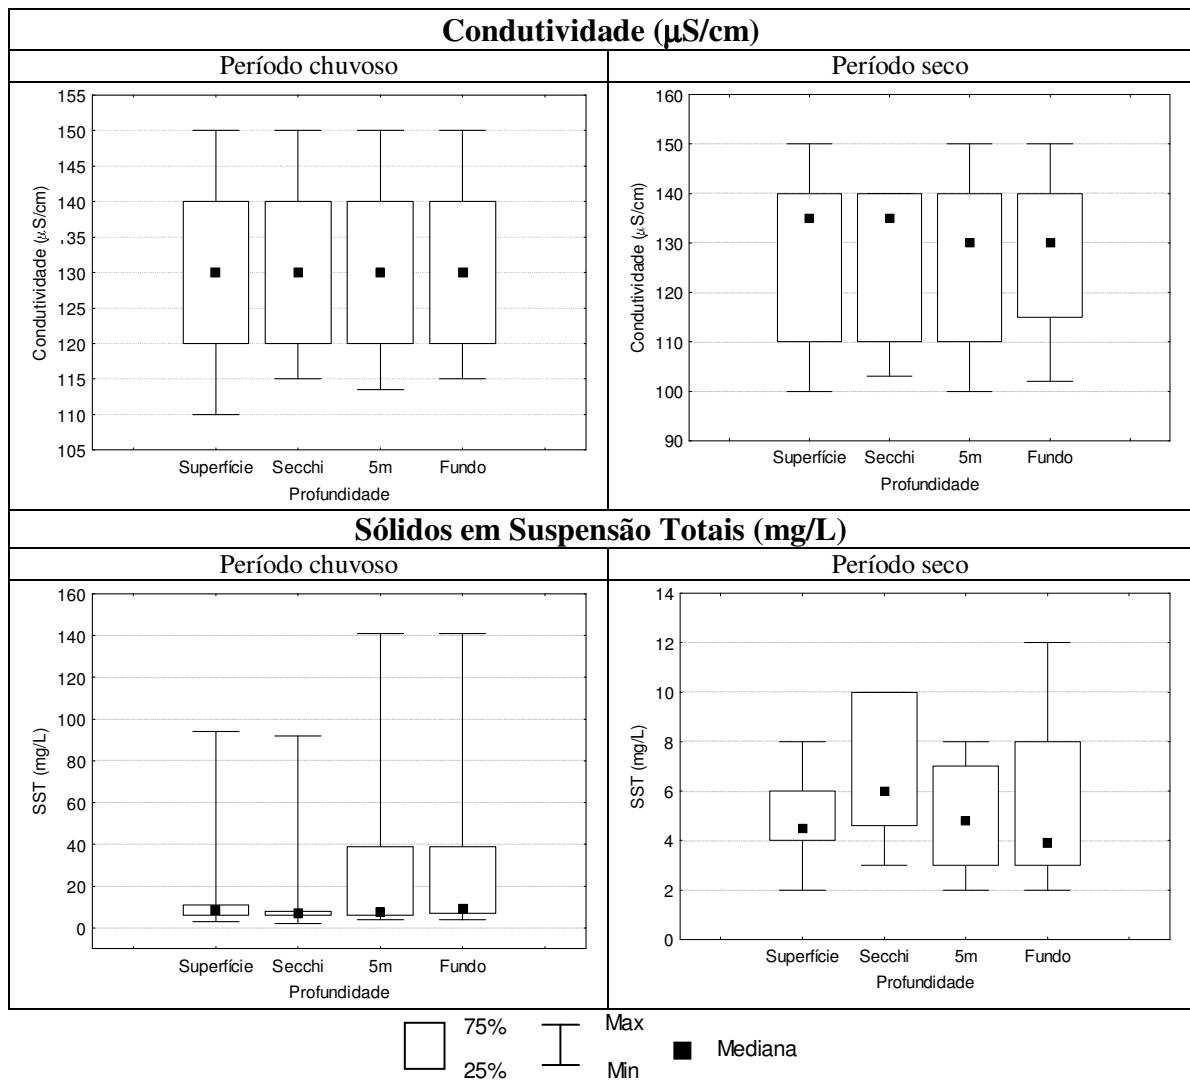 Condutividade (µS/cm)
Período chuvoso
Período seco
155
150
145
140
135
130
125
120
115
110
105
Condutividade (µS/cm)
Superfície Secchi 5m Fundo
Profundidade
160
150
140
130
120
110
100
90
Condutividade (µS/cm)
Superfície Secchi 5m Fundo
Profundidade
Sólidos em Suspensão Totais (mg/L)
Período chuvoso
Período seco
160
140
120
100
80
60
40
20
0
SST (mg/L)
Superfície Secchi 5m Fundo
Profundidade
14
12
10
8
6
4
2
0
SST (mg/L)
Superfície Secchi 5m Fundo
Profundidade
75%
25%
Max
Min
Mediana